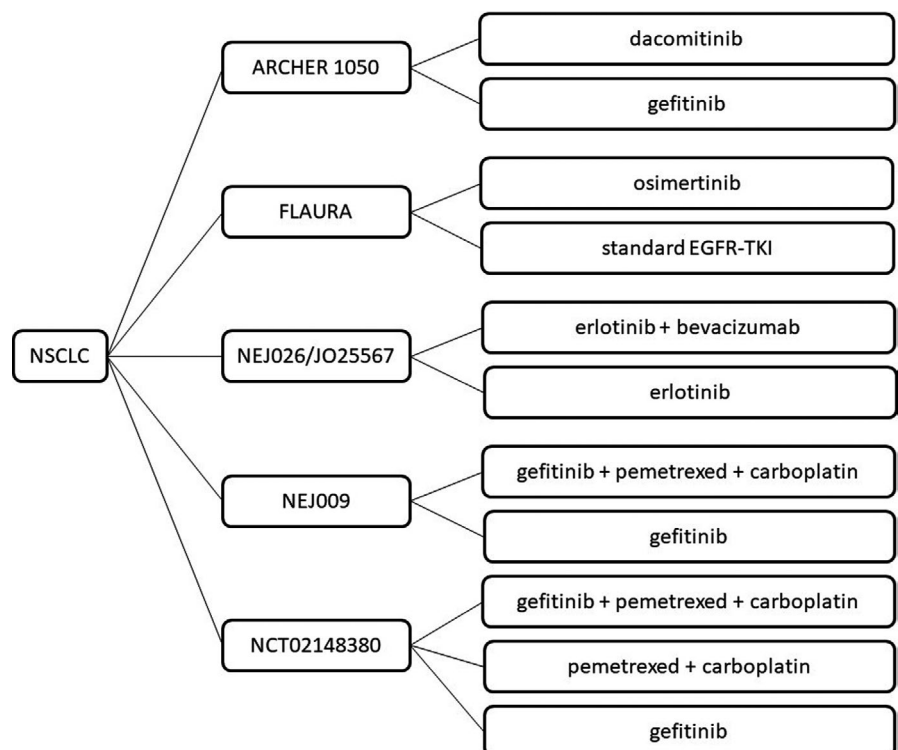 NSCLC
ARCHER 1050
dacomitinib
gefitinib
FLAURA
osimertinib
standard EGFR-TKI
NEJ026/JO25567
erlotinib + bevacizumab
erlotinib
NEJ009
gefitinib + pemetrexed + carboplatin
gefitinib
NCT02148380
gefitinib + pemetrexed + carboplatin
pemetrexed + carboplatin
gefitinib